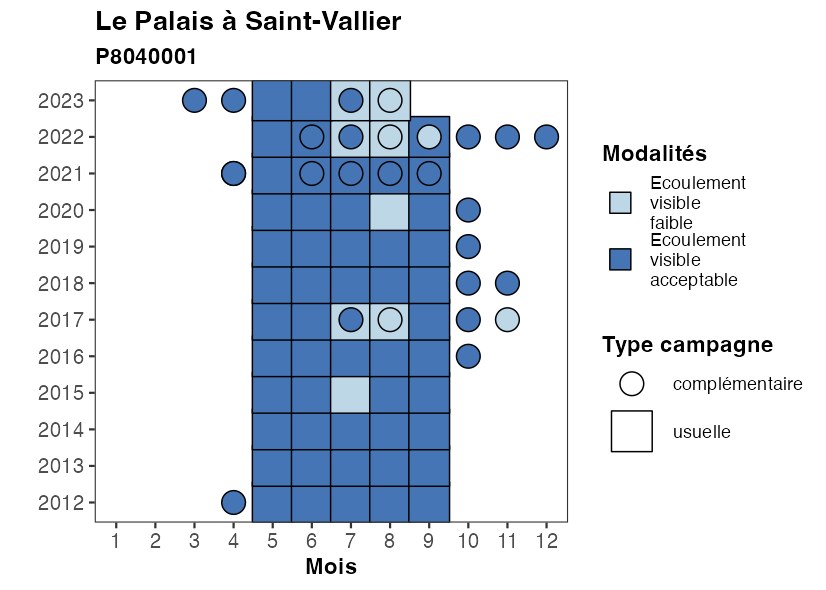 Le Palais à Saint-Vallier
P8040001
2023
2022
2021
2020
2019
2018
2017
2016
2015
2014
2013
2012
1 2 3 4 5 6 7 8 9 10 11 12
Mois
Modalités
Ecoulement
visible
faible
Ecoulement
visible
acceptable
Type campagne
complémentaire
usuelle